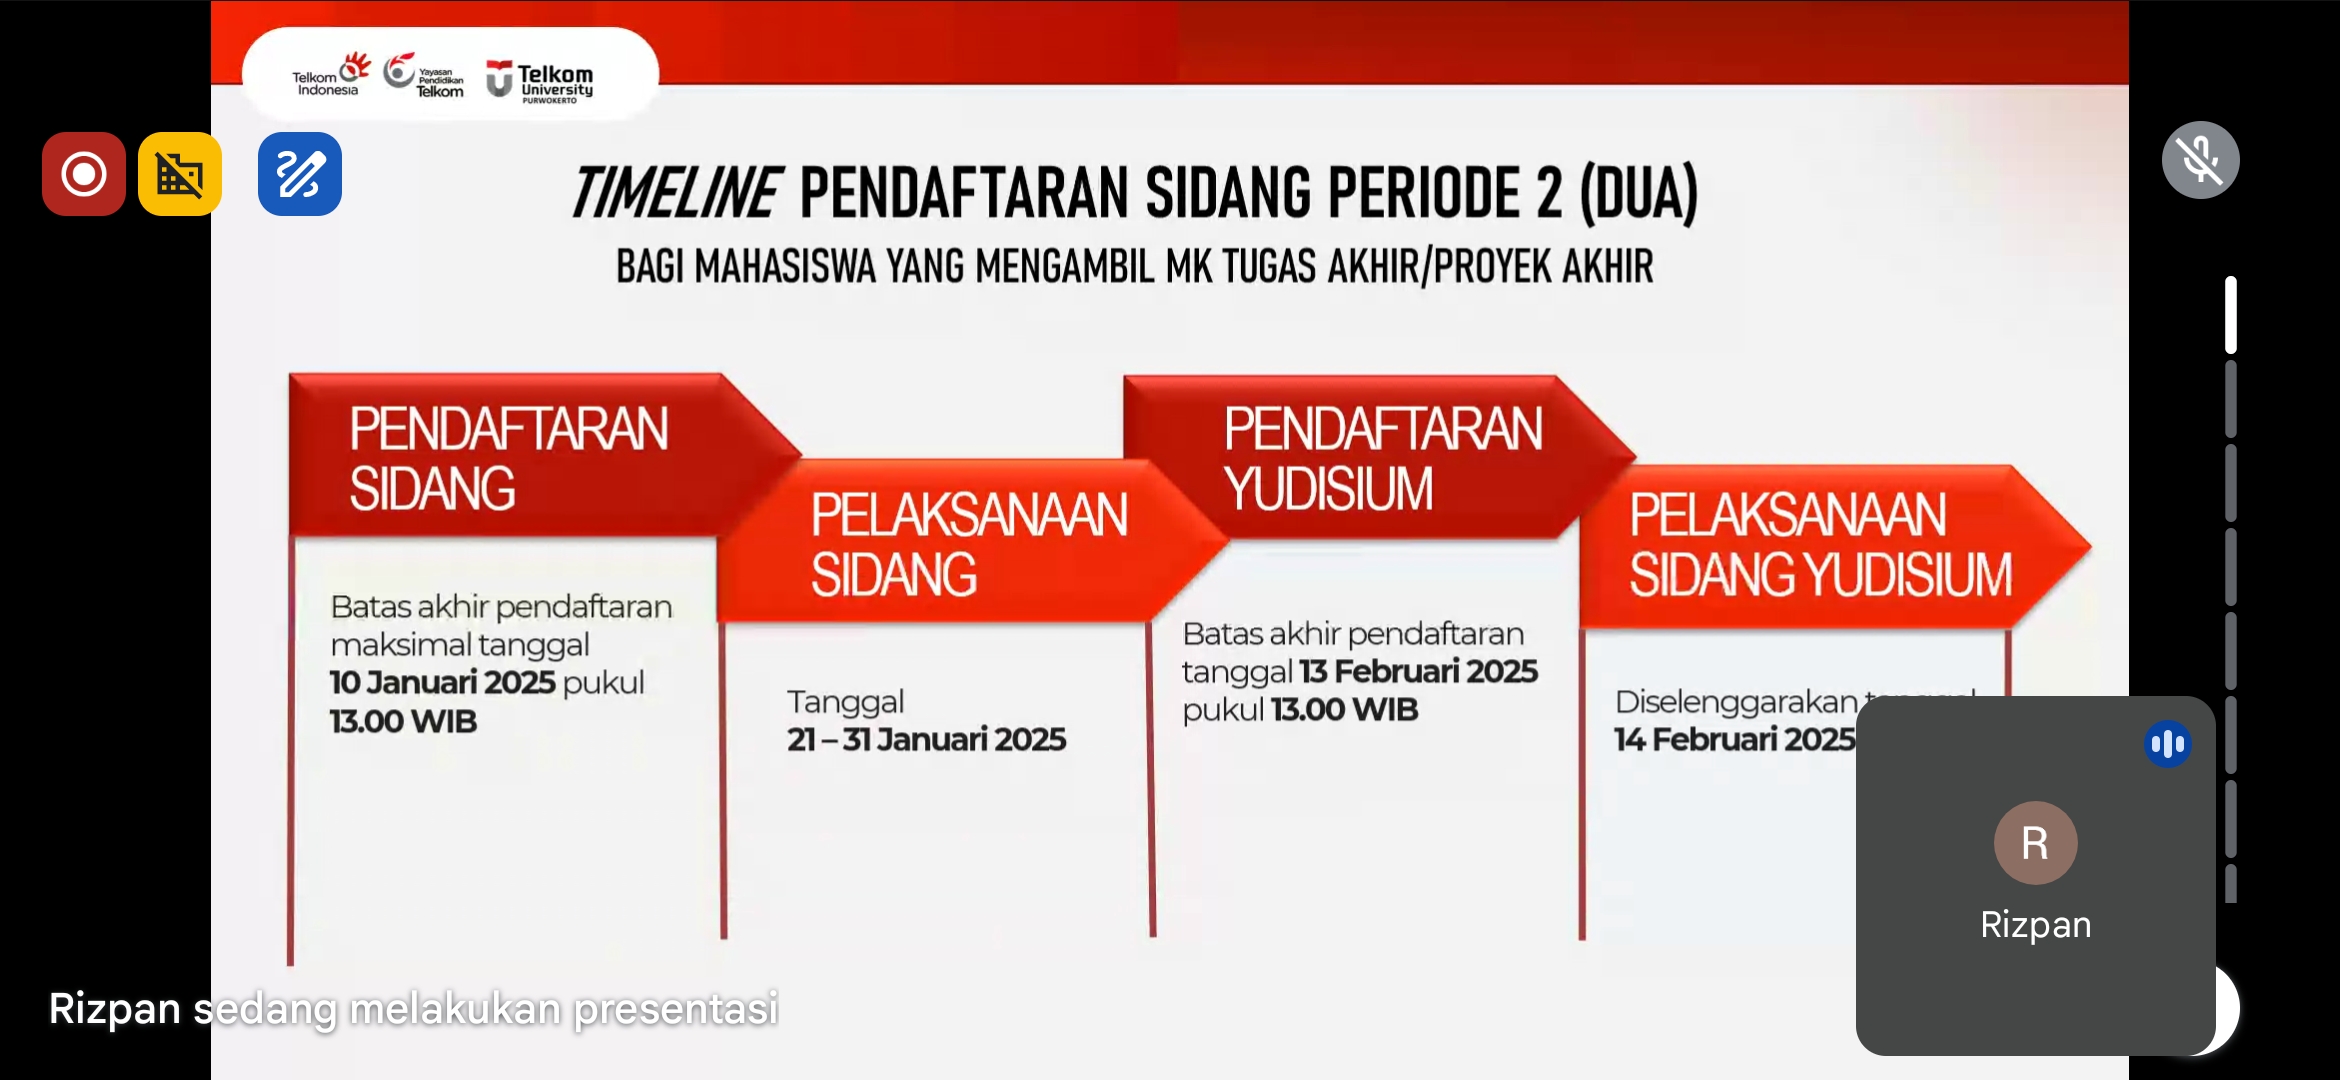 Telkom
Indonesia
Yayasan
Pendidikan
Telkom
Telkom
University
PURWOKERTO
TIMELINE PENDAFTARAN SIDANG PERIODE 2 (DUA)
BAGI MAHASISWA YANG MENGAMBIL MK TUGAS AKHIR/PROYEK AKHIR
PENDAFTARAN
SIDANG
Batas akhir pendaftaran
maksimal tanggal
10 Januari 2025 pukul
13.00 WIB
PELAKSANAAN
SIDANG
Tanggal
21 – 31 Januari 2025
PENDAFTARAN
YUDISIUM
Batas akhir pendaftaran
tanggal 13 Februari 2025
pukul 13.00 WIB
PELAKSANAAN
SIDANG YUDISIUM
Diselenggarakan
14 Februari 2025
R
Rizpan
Rizpan sedang melakukan presentasi